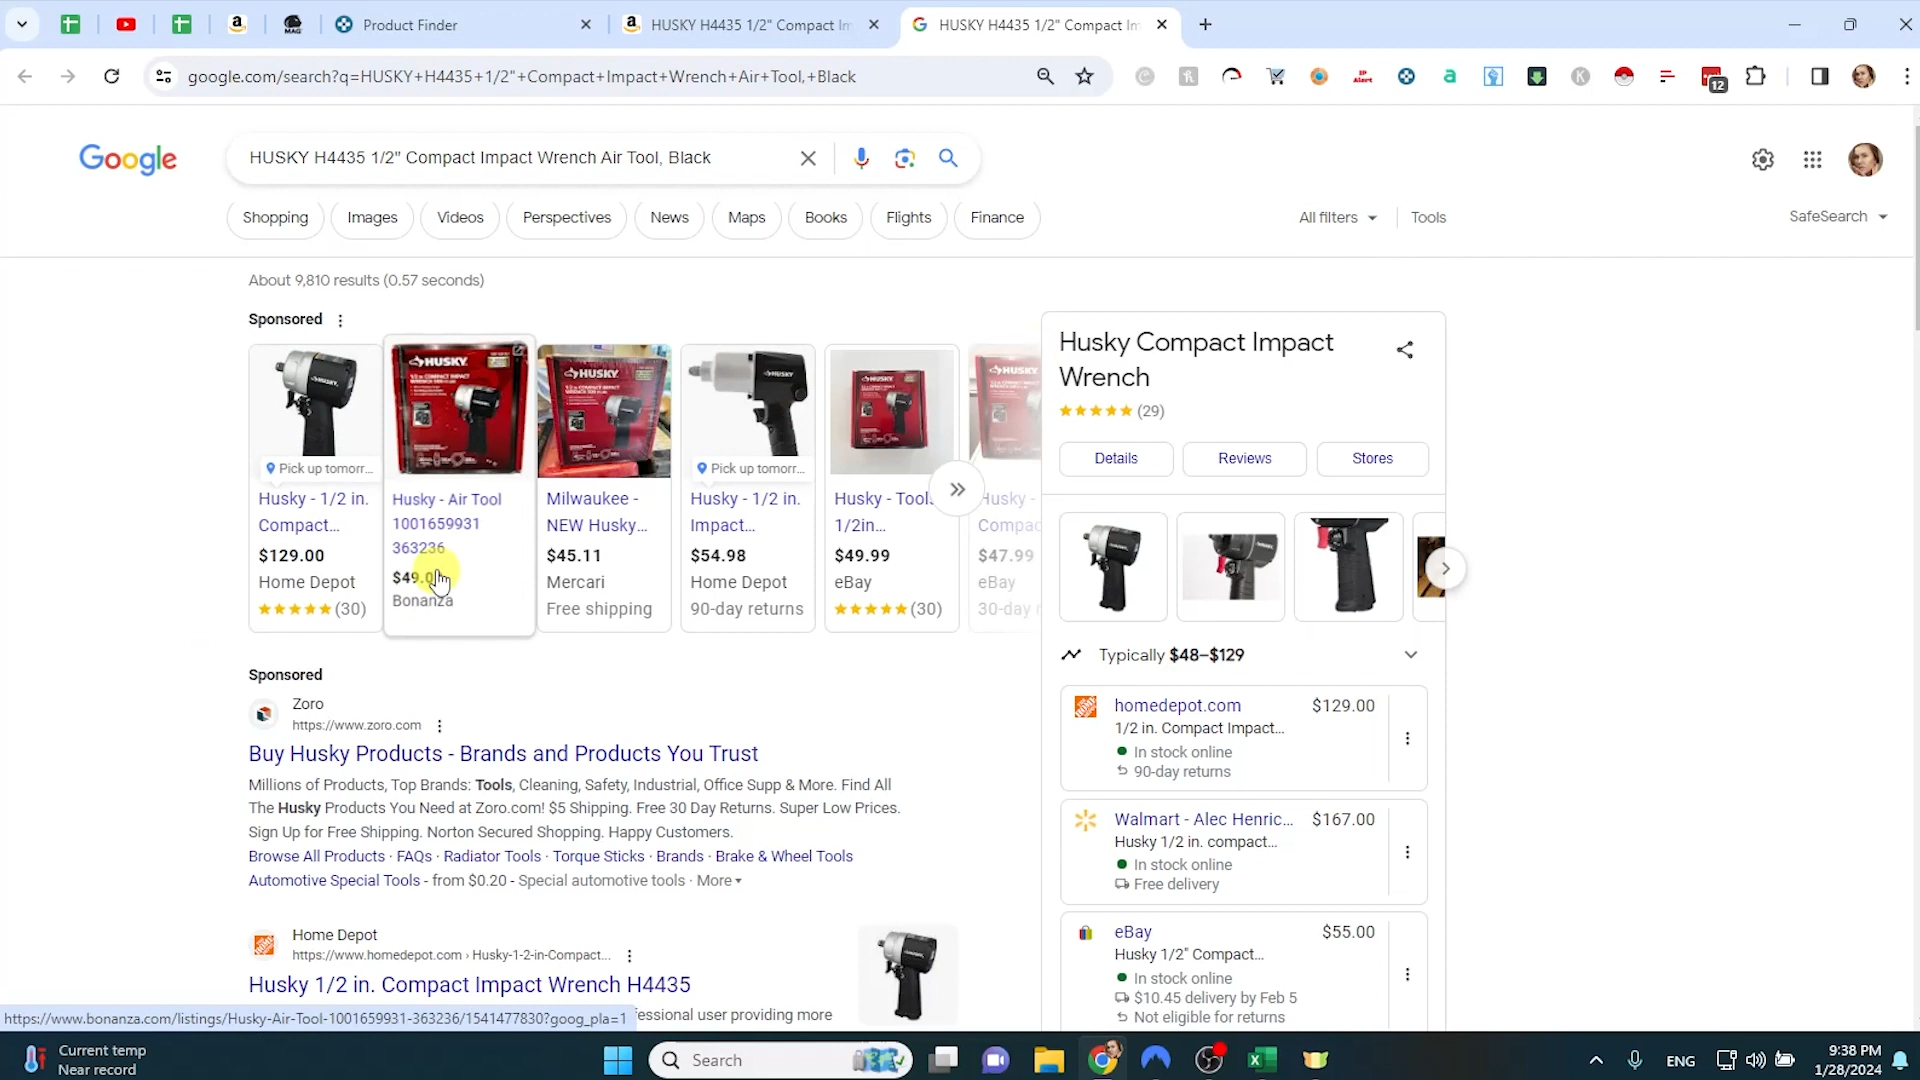 Product Finder
HUSKY H4435 1/2" Compact Im
HUSKY H4435 1/2" Compact Im
google.com/search?q=HUSKY+H4435+1/2"+Compact+Impact+Wrench+Air+Tool,+Black
12
Google
HUSKY H4435 1/2" Compact Impact Wrench Air Tool, Black
Shopping
Images
Videos
Perspectives
News
Maps
Books
Flights
Finance
All filters
Tools
SafeSearch
About 9,810 results (0.57 seconds)
Sponsored
Pick up tomorr...
Husky - 1/2 in.
Compact...
$129.00
Home Depot
(30)
HUSKY
Husky - Air Tool
1001659931
363236
Bonanza
HUSKY
Milwaukee -
NEW Husky...
$45.11
Mercari
Free shipping
HUSKY
Pick up tomorr...
Husky - 1/2 in.
Impact...
$54.98
Home Depot
90-day returns
HUSKY
Husky - Tools
1/2in...
$49.99
eBay
(30)
Husky -
$47.99
eBay
Husky Compact Impact
Wrench
(29)
Details
Reviews
Stores
Typically $48–$129
homedepot.com
$129.00
1/2 in. Compact Impact...
In stock online
90-day returns
Walmart - Alec Henric...
$167.00
Husky 1/2 in. compact...
In stock online
Free delivery
eBay
$55.00
Husky 1/2" Compact...
In stock online
$10.45 delivery by Feb 5
Not eligible for returns
Sponsored
Zoro
https://www.zoro.com
Buy Husky Products - Brands and Products You Trust
Millions of Products, Top Brands: Tools, Cleaning, Safety, Industrial, Office Supp & More. Find All
The Husky Products You Need at Zoro.com! $5 Shipping. Free 30 Day Returns. Super Low Prices.
Sign Up for Free Shipping. Norton Secured Shopping. Happy Customers.
Browse All Products · FAQs · Radiator Tools · Torque Sticks · Brands · Brake & Wheel Tools
Automotive Special Tools - from $0.20 - Special automotive tools · More
Home Depot
https://www.homedepot.com › Husky-1-2-in-Compact...
Husky 1/2 in. Compact Impact Wrench H4435
fessional user providing more
https://www.bonanza.com/listings/Husky-Air-Tool-1001659931-363236/1541477830?goog_pla=1
Current temp
Near record
Search
ENG
9:38 PM
1/28/2024